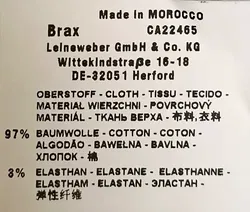 Made in MOROCCO
Brax CA22465
Leineweber GmbH & Co. KG
Wittekindstraße 16-18
DE-32051 Herford
OBERSTOFF - CLOTH - TISSU - TECIDO -
MATERIAŁ WIERZCHNI - POVRCHOVÝ
MATERIÁL - ТКАНЬ ВЕРХА - 布料, 衣料
97% BAUMWOLLE - COTTON - COTON -
ALGODÃO - BAWEŁNA - BAVLNA -
ХЛОПОК - 棉
3% ELASTHAN - ELASTANE - ELASTHANNE -
ELASTHAM - ELASTAN - ЭЛАСТАН -
弹性纤维